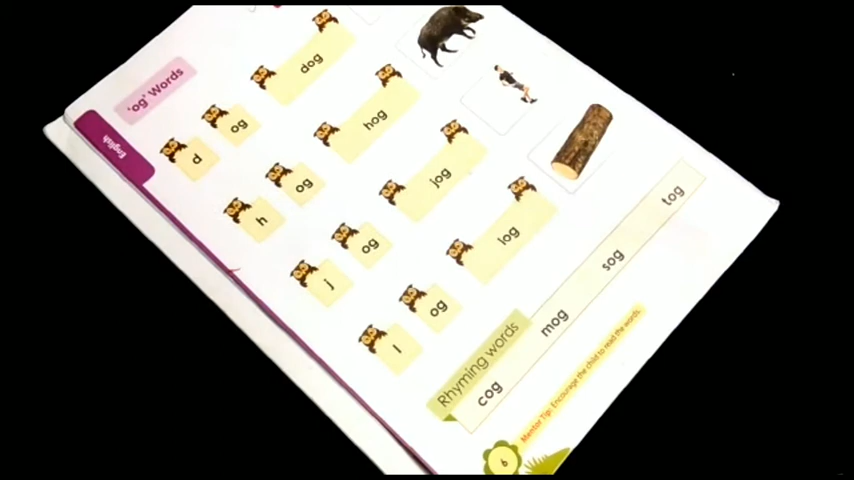 English
'og' Words
d og dog
h og hog
j og jog
l og log
Rhyming words
cog mog sog tog
Mentor Tip: Encourage the child to read the words.
6